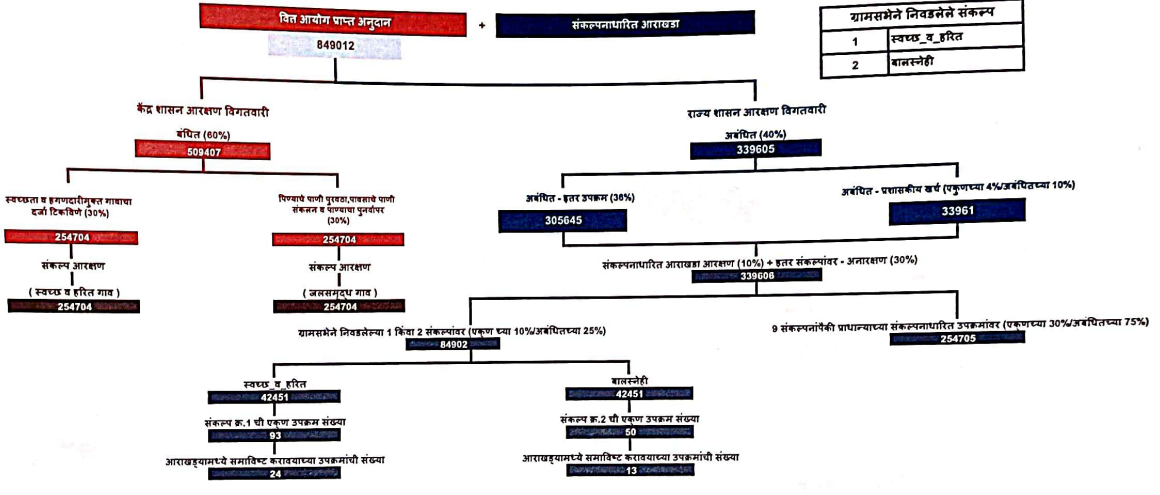 वित्त आयोग प्राप्त अनुदान + संकल्पनाधारित आराखडा
849012
ग्रामसभेने निवडलेले संकल्प
1 स्वच्छ_व_हरित
2 बालस्नेही
केंद्र शासन आरक्षण विगतवारी
राज्य शासन आरक्षण विगतवारी
बंधित (60%)
509407
अबंधित (40%)
339605
स्वच्छता व हगणदारीमुक्त गावाचा
दर्जा टिकविणे (30%)
254704
संकल्प आरक्षण
( स्वच्छ व हरित गाव )
254704
पिण्याचे पाणी पुरवठा,पावसाचे पाणी
संकलन व पाण्याचा पुनर्वापर
(30%)
254704
संकल्प आरक्षण
( जलसमृद्ध गाव )
254704
अबंधित - इतर उपक्रम (36%)
305645
अबंधित - प्रशासकीय खर्च (एकुणच्या 4%/अबंधितच्या 10%)
33961
संकल्पनाधारित आराखडा आरक्षण (10%) + इतर संकल्पांवर - अनारक्षण (30%)
339606
ग्रामसभेने निवडलेल्या 1 किंवा 2 संकल्पांवर (एकुण च्या 10%/अबंधितच्या 25%)
84902
9 संकल्पनांपैकी प्राधान्याच्या संकल्पनाधारित उपक्रमांवर (एकुणच्या 30%/अबंधितच्या 75%)
254705
स्वच्छ_व_हरित
42451
संकल्प क्र.1 ची एकुण उपक्रम संख्या
93
आराखड्यामध्ये समाविष्ट करावयाच्या उपक्रमांची संख्या
24
बालस्नेही
42451
संकल्प क्र.2 ची एकुण उपक्रम संख्या
50
आराखड्यामध्ये समाविष्ट करावयाच्या उपक्रमांची संख्या
13